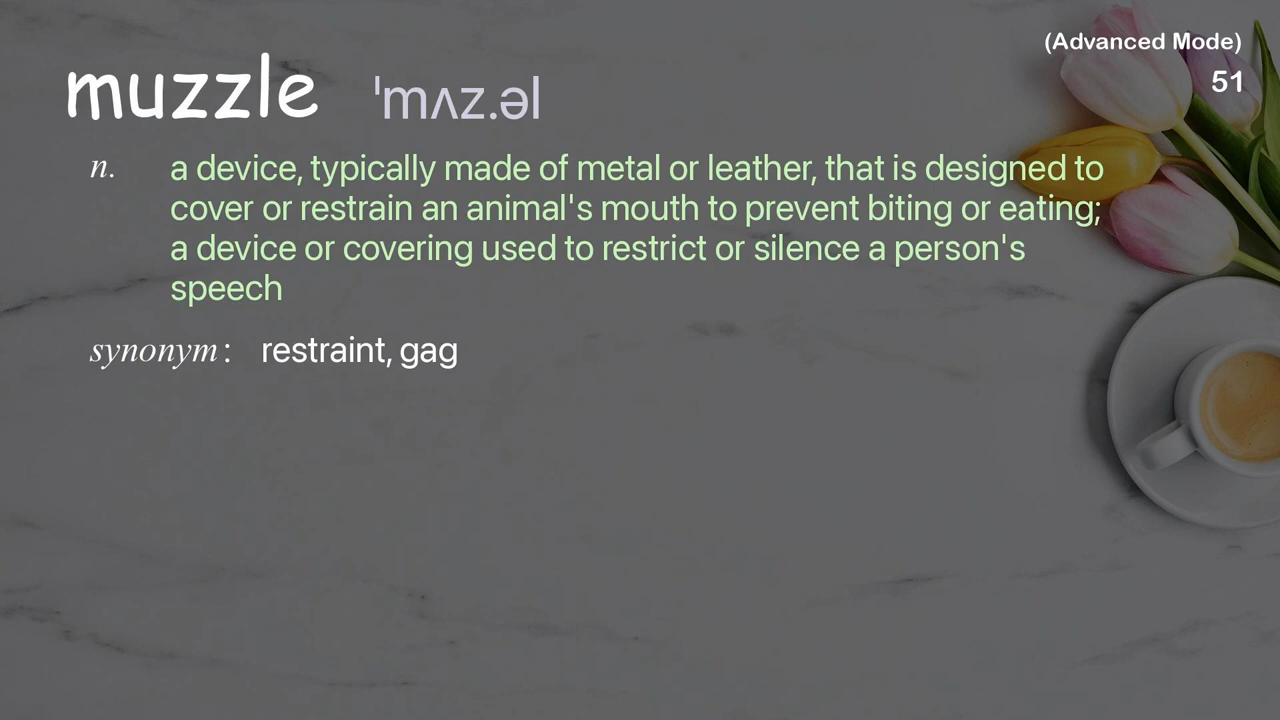 (Advanced Mode)
51
muzzle ˈmʌz.əl
n. a device, typically made of metal or leather, that is designed to
cover or restrain an animal's mouth to prevent biting or eating;
a device or covering used to restrict or silence a person's
speech
synonym: restraint, gag